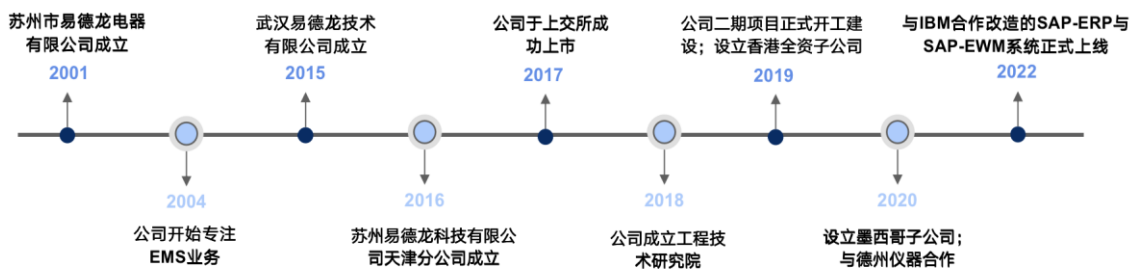 苏州市易德龙电器
有限公司成立
2001
武汉易德龙技术
有限公司成立
2015
公司于上交所成
功上市
2017
公司二期项目正式开工建
设；设立香港全资子公司
2019
与IBM合作改造的SAP-ERP与
SAP-EWM系统正式上线
2022
2004
公司开始专注
EMS业务
2016
苏州易德龙科技有限公
司天津分公司成立
2018
公司成立工程技
术研究院
2020
设立墨西哥子公司；
与德州仪器合作